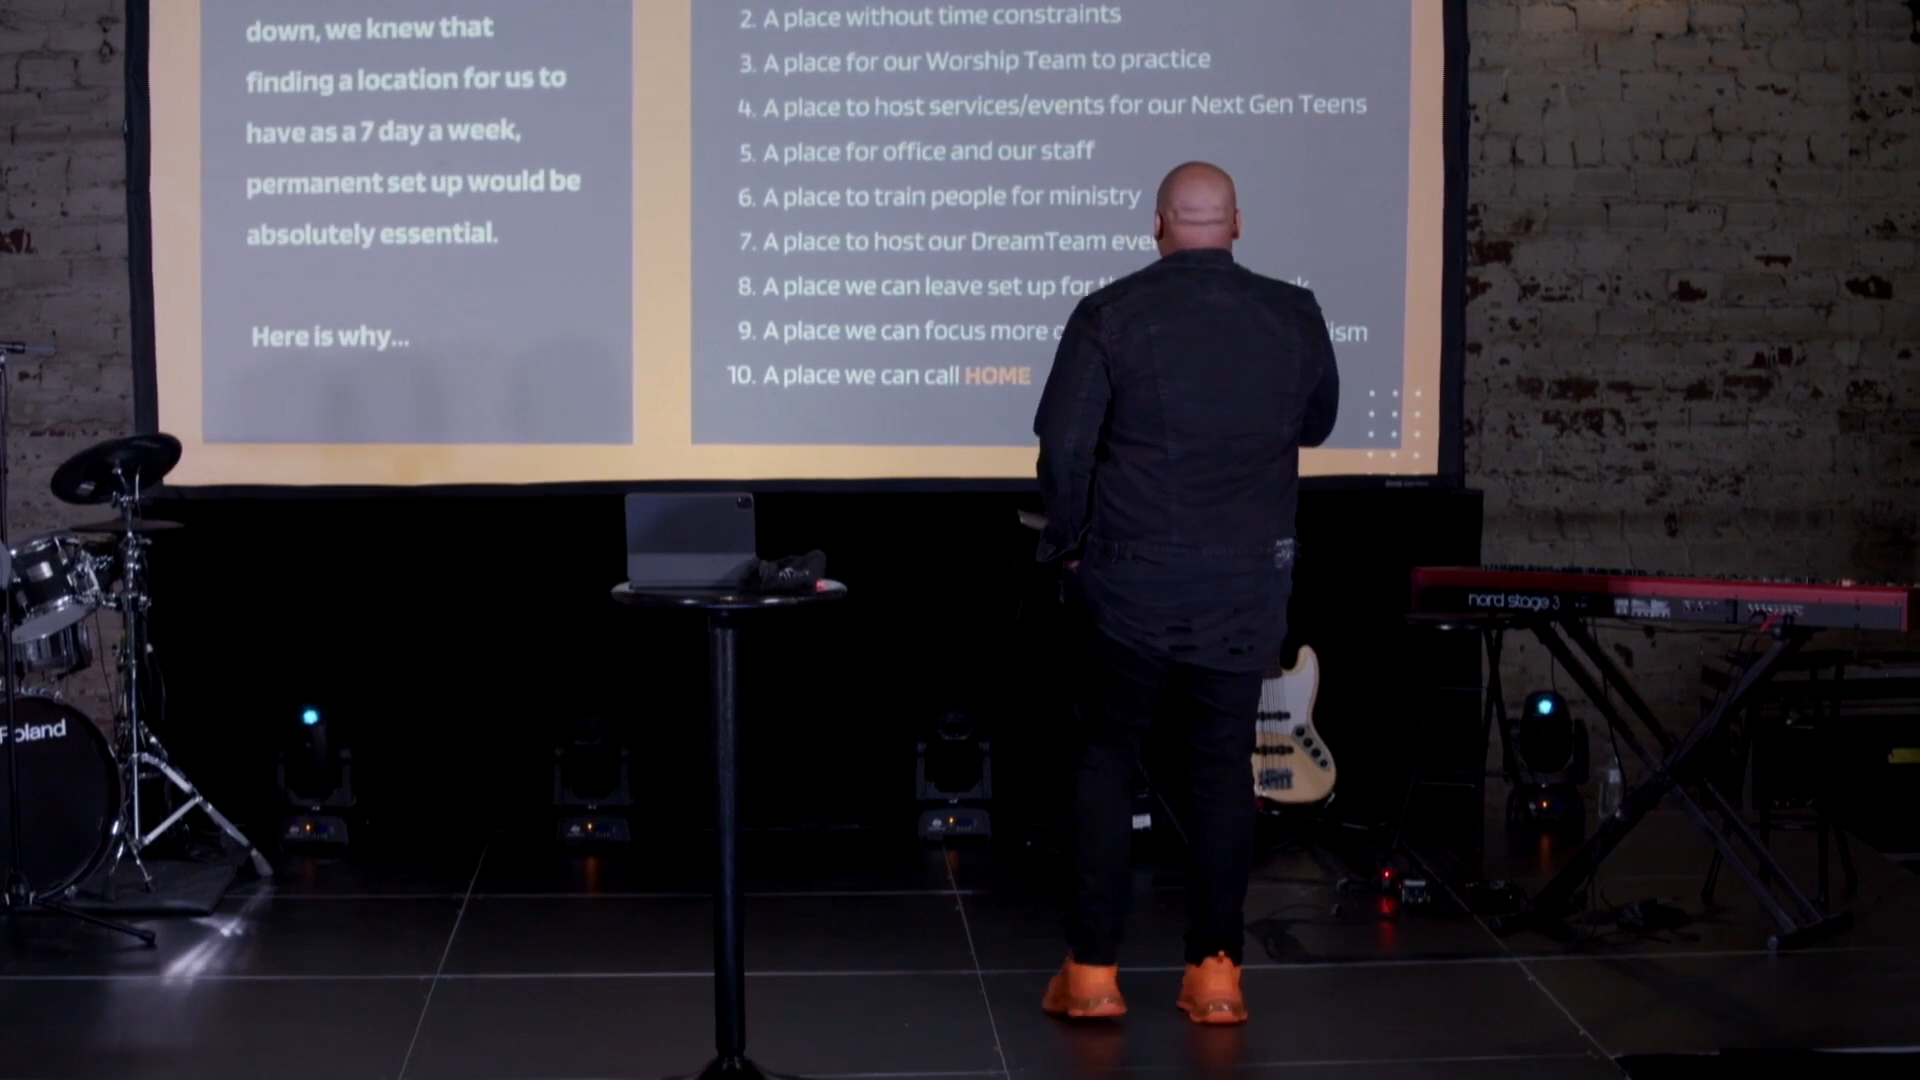 down, we knew that
finding a location for us to
have as a 7 day a week,
permanent set up would be
absolutely essential.
Here is why...
2. A place without time constraints
3. A place for our Worship Team to practice
4. A place to host services/events for our Next Gen Teens
5. A place for office and our staff
6. A place to train people for ministry
7. A place to host our DreamTeam
8. A place we can leave set up for
9. A place we can focus more
10. A place we can call HOME
nord stage 3
Roland